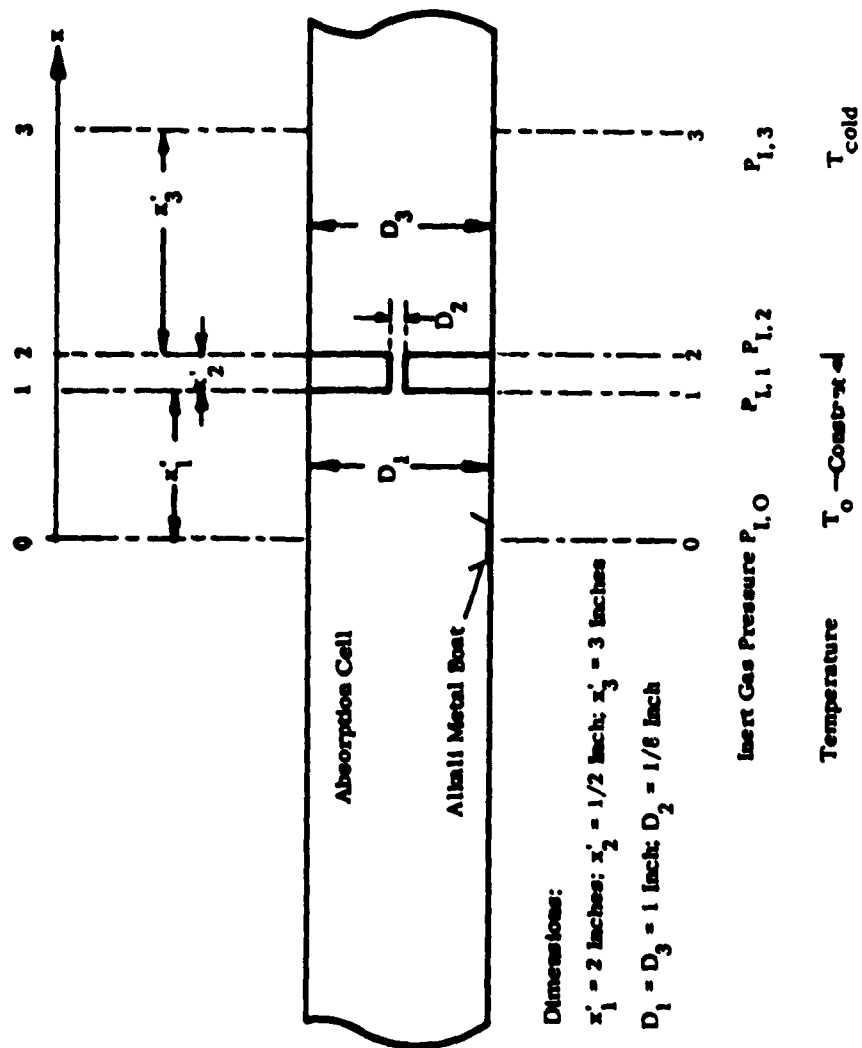 0 1 2 3 x
x'₁ x'₂ x'₃
Absorption Cell
D₁ D₂ D₃
Alkali Metal Boat
0 1 2 3
Dimensions:
x'₁ = 2 Inches; x'₂ = 1/2 Inch; x'₃ = 3 Inches
D₁ = D₃ = 1 Inch; D₂ = 1/8 Inch
Inert Gas Pressure P_I,O P_I,1 P_I,2 P_I,3
Temperature T_o T_cold